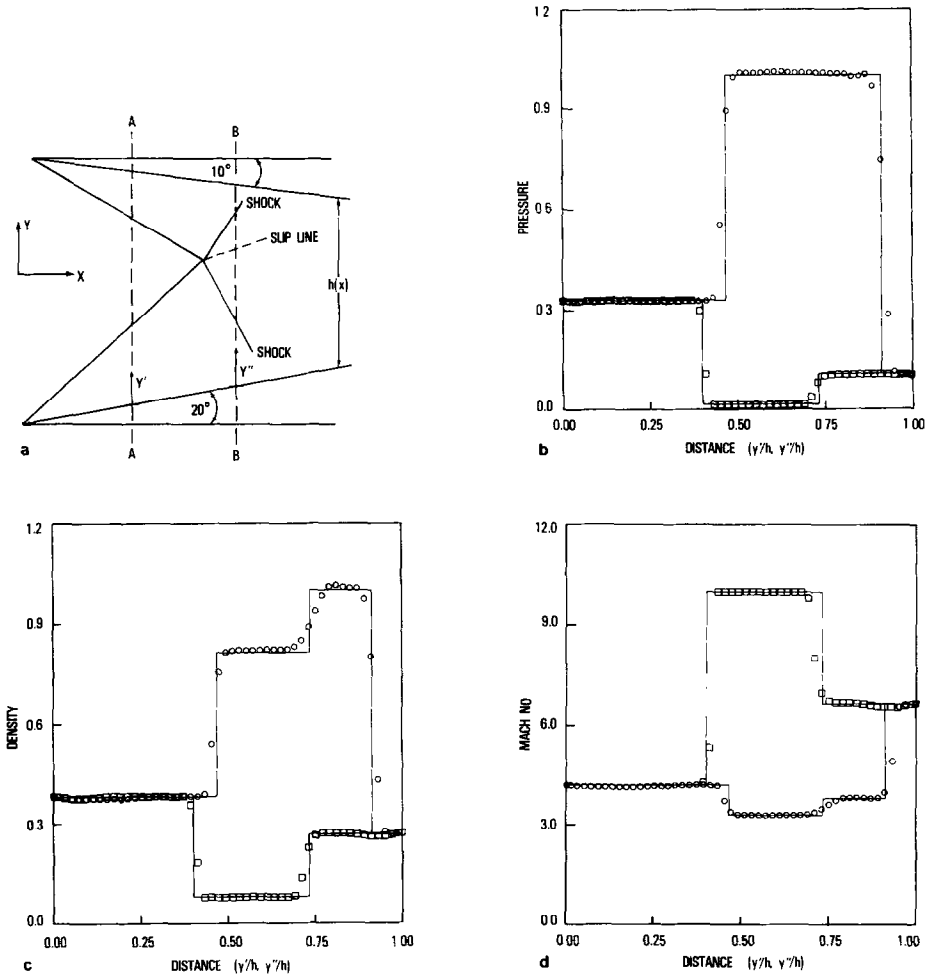 A
B
10°
SHOCK
Y
SLIP LINE
X
h(x)
SHOCK
Y'
Y''
20°
A
B
a
1.2
0.9
0.6
0.3
0.0
PRESSURE
0.00 0.25 0.50 0.75 1.00
DISTANCE (y'/h, y''/h)
b
1.2
0.9
0.6
0.3
0.0
DENSITY
0.00 0.25 0.50 0.75 1.00
DISTANCE (y'/h, y''/h)
c
12.0
9.0
6.0
3.0
0.0
MACH NO
0.00 0.25 0.50 0.75 1.00
DISTANCE (y'/h, y''/h)
d